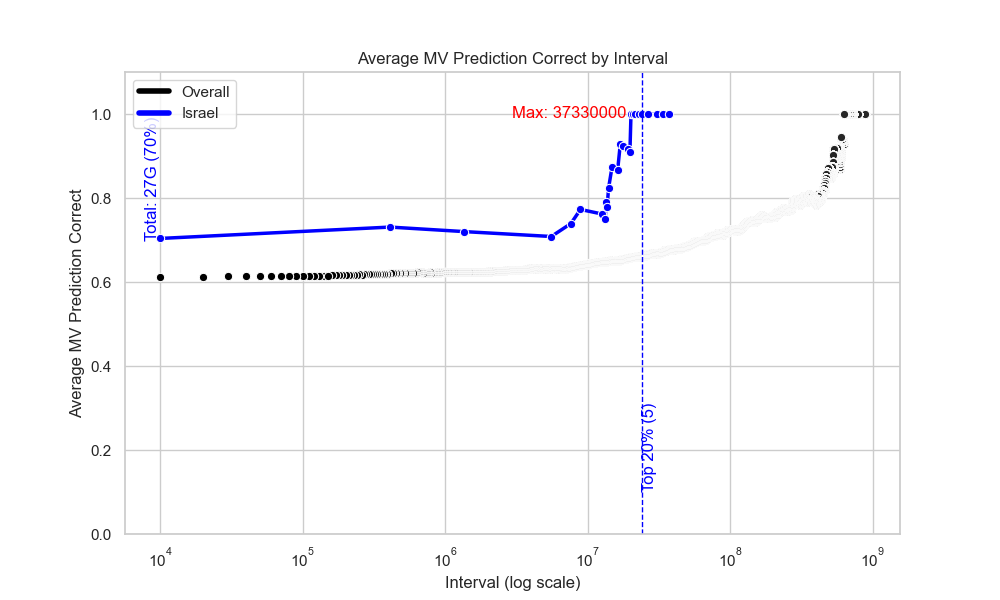 Average MV Prediction Correct by Interval
Overall
Israel
Max: 37330000
Total: 27G (70%)
Top 20% (5)
Average MV Prediction Correct
1.0
0.8
0.6
0.4
0.2
0.0
10^4
10^5
10^6
10^7
10^8
10^9
Interval (log scale)